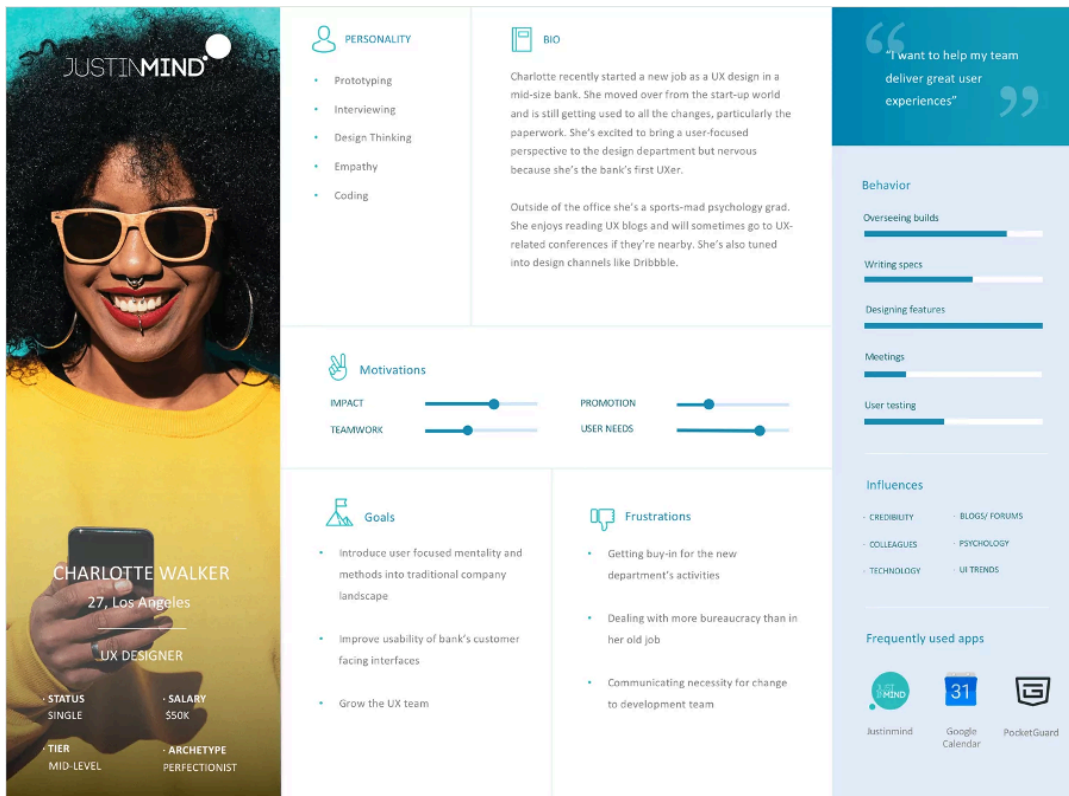 JUSTINMIND
CHARLOTTE WALKER
27, Los Angeles
UX DESIGNER
· STATUS
SINGLE
· SALARY
$50K
· TIER
MID-LEVEL
· ARCHETYPE
PERFECTIONIST
PERSONALITY
• Prototyping
• Interviewing
• Design Thinking
• Empathy
• Coding
BIO
Charlotte recently started a new job as a UX design in a
mid-size bank. She moved over from the start-up world
and is still getting used to all the changes, particularly the
paperwork. She's excited to bring a user-focused
perspective to the design department but nervous
because she's the bank's first UXer.
Outside of the office she's a sports-mad psychology grad.
She enjoys reading UX blogs and will sometimes go to UX-
related conferences if they're nearby. She's also tuned
into design channels like Dribbble.
Motivations
IMPACT
TEAMWORK
PROMOTION
USER NEEDS
Goals
• Introduce user focused mentality and
methods into traditional company
landscape
• Improve usability of bank's customer
facing interfaces
• Grow the UX team
Frustrations
• Getting buy-in for the new
department's activities
• Dealing with more bureaucracy than in
her old job
• Communicating necessity for change
to development team
"I want to help my team
deliver great user
experiences"
Behavior
Overseeing builds
Writing specs
Designing features
Meetings
User testing
Influences
· CREDIBILITY
· COLLEAGUES
· TECHNOLOGY
· BLOGS/ FORUMS
· PSYCHOLOGY
· UI TRENDS
Frequently used apps
JUSTINMIND
31
Justinmind
Google
Calendar
PocketGuard